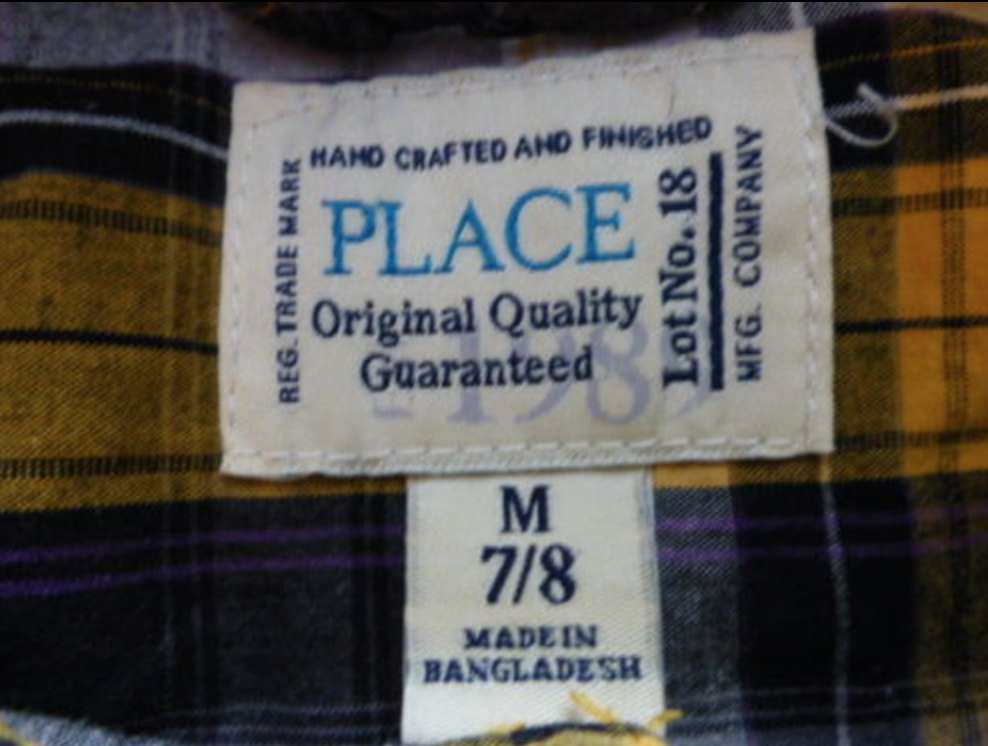 HAND CRAFTED AND FINISHED
REG. TRADE MARK
PLACE
Original Quality
Guaranteed
1989
Lot No. 18
MFG. COMPANY
M
7/8
MADE IN
BANGLADESH